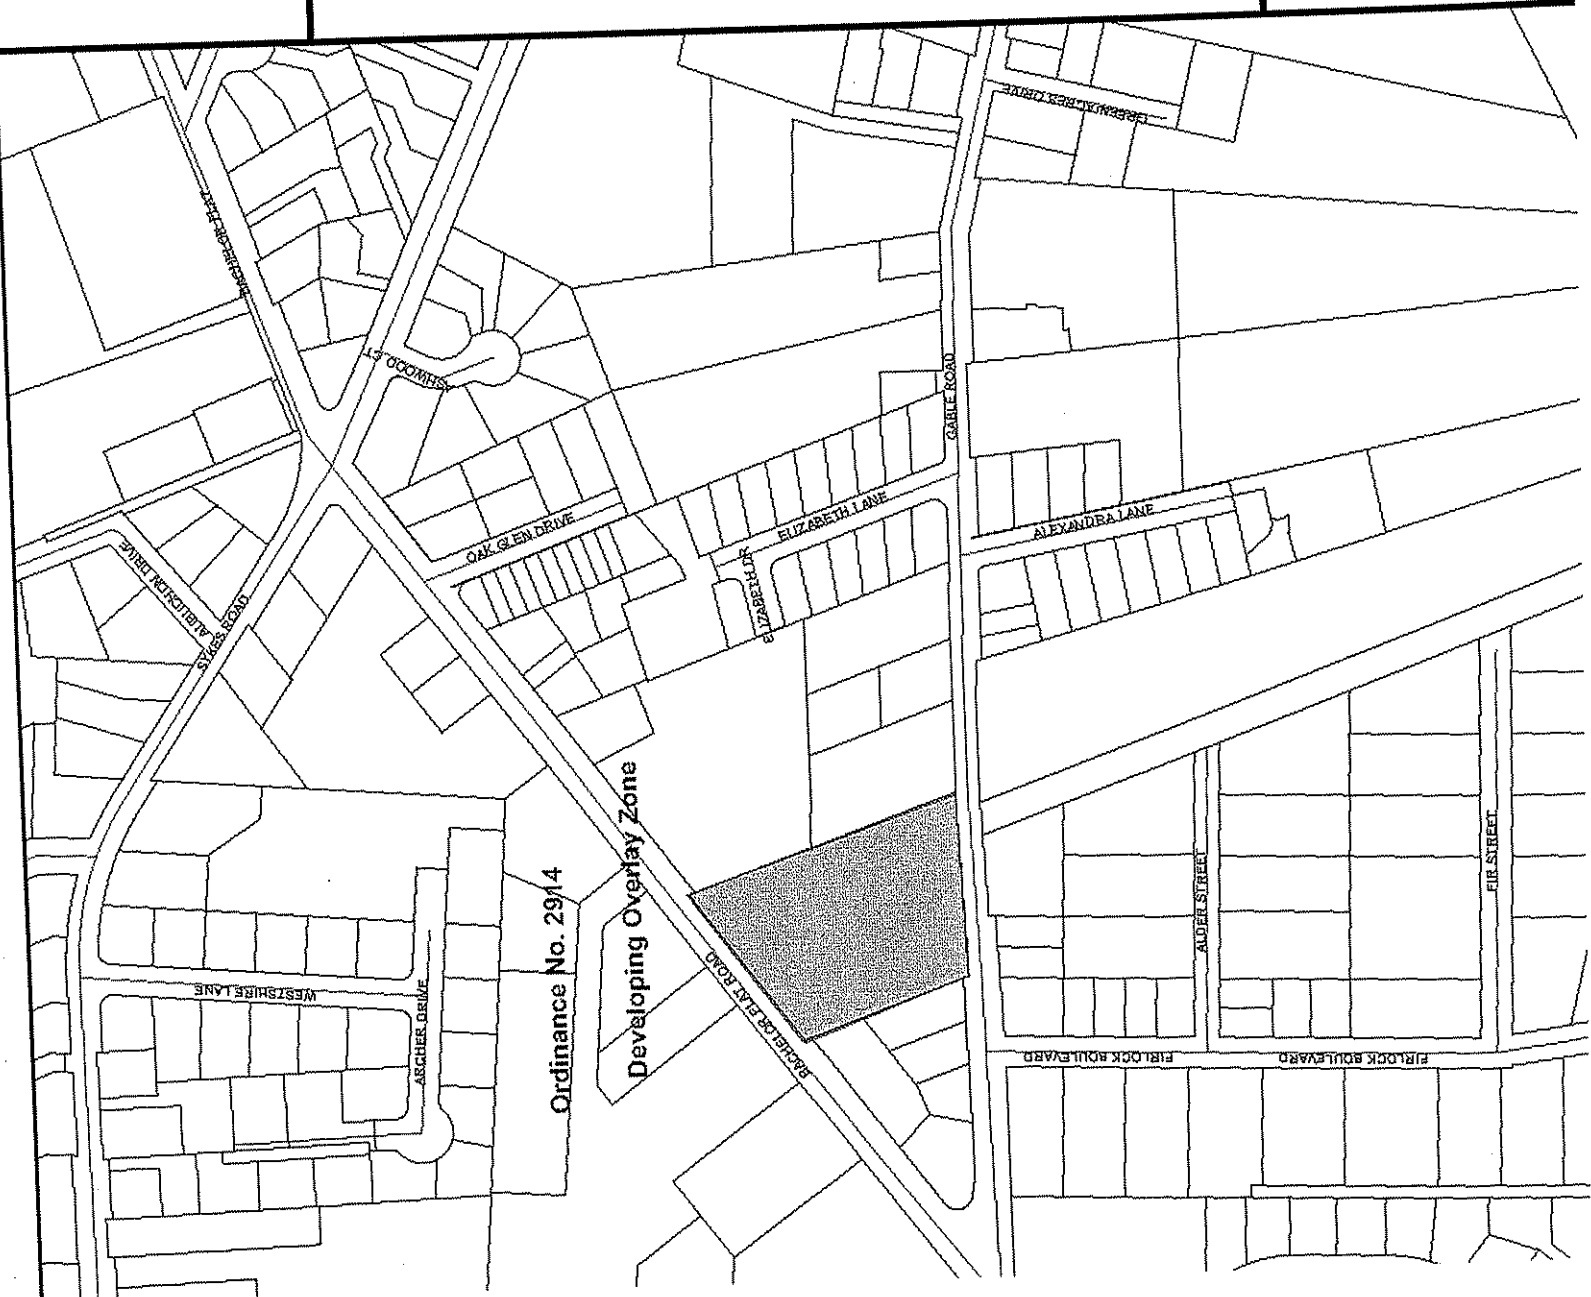 GREENACRES DRIVE
BACHELOR FLAT
ASHWOOD CT
GABLE ROAD
OAK GLEN DRIVE
ELIZABETH LANE
ELIZABETH DR
ALEXANDRA LANE
SYKES ROAD
Ordinance No. 2914
Developing Overlay Zone
WESTSHIRE LANE
ARCHER DRIVE
BACHELOR FLAT ROAD
ALDER STREET
FIR STREET
FIRLOCK BOULEVARD
FIRLOCK BOULEVARD